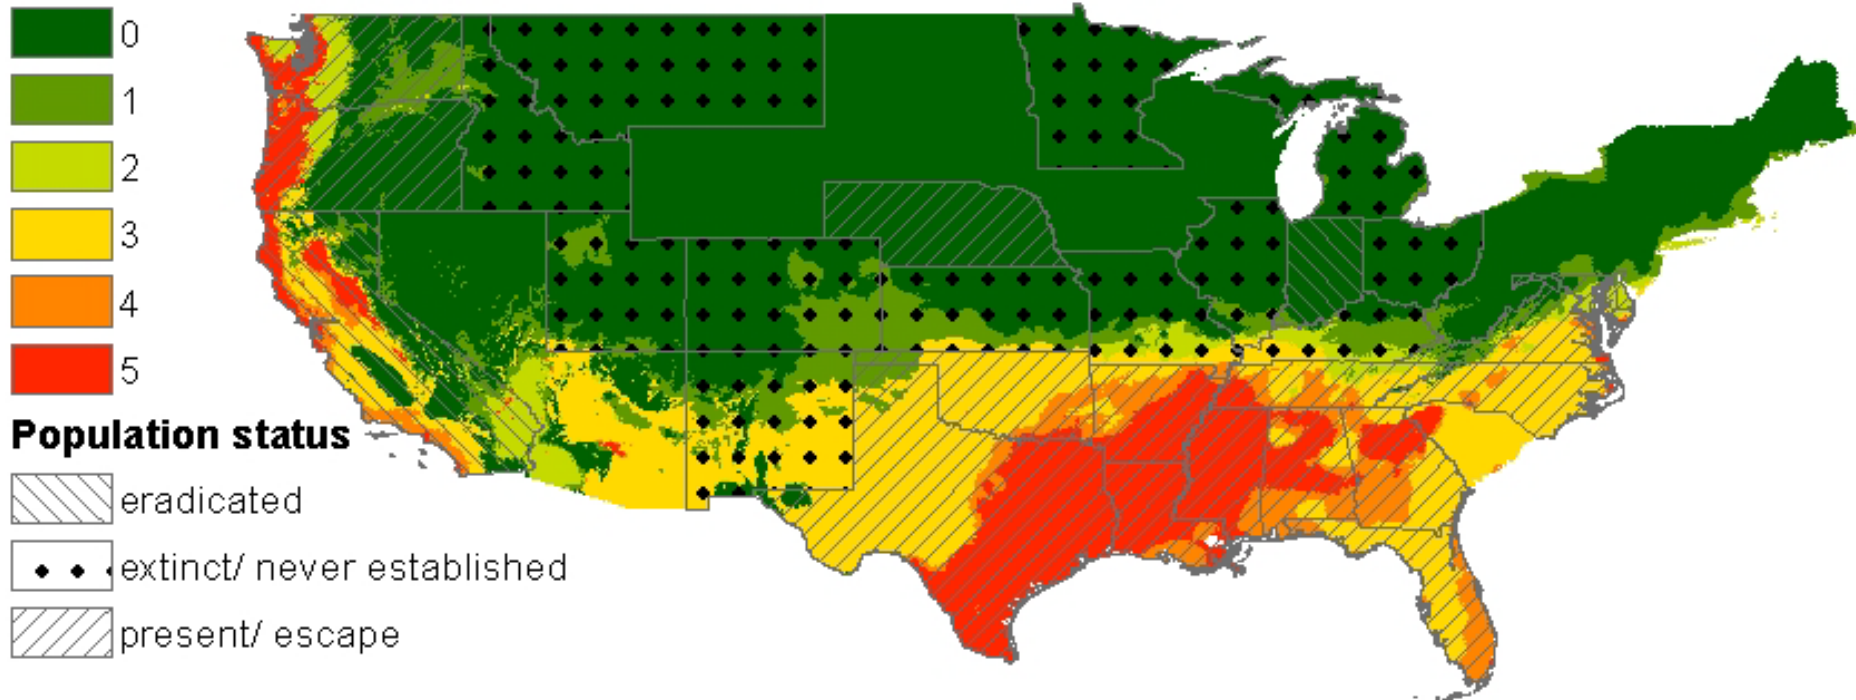 0
1
2
3
4
5
Population status
eradicated
extinct/ never established
present/ escape